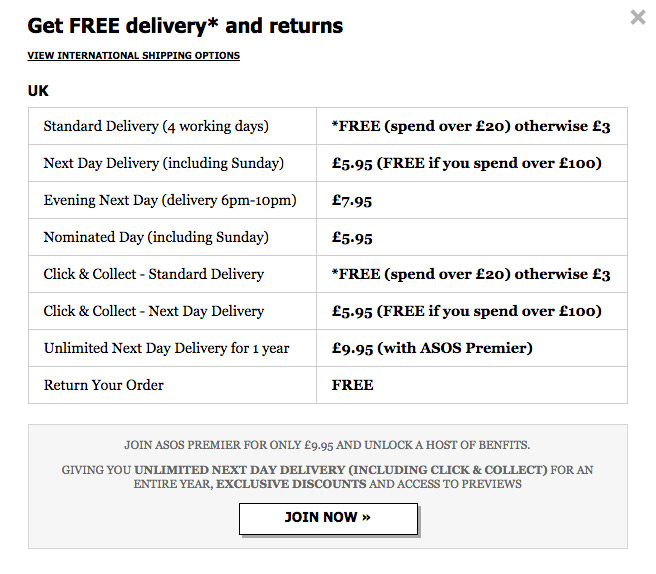 Get FREE delivery* and returns
VIEW INTERNATIONAL SHIPPING OPTIONS
UK
Standard Delivery (4 working days) *FREE (spend over £20) otherwise £3
Next Day Delivery (including Sunday) £5.95 (FREE if you spend over £100)
Evening Next Day (delivery 6pm-10pm) £7.95
Nominated Day (including Sunday) £5.95
Click & Collect - Standard Delivery *FREE (spend over £20) otherwise £3
Click & Collect - Next Day Delivery £5.95 (FREE if you spend over £100)
Unlimited Next Day Delivery for 1 year £9.95 (with ASOS Premier)
Return Your Order FREE
JOIN ASOS PREMIER FOR ONLY £9.95 AND UNLOCK A HOST OF BENFITS.
GIVING YOU UNLIMITED NEXT DAY DELIVERY (INCLUDING CLICK & COLLECT) FOR AN
ENTIRE YEAR, EXCLUSIVE DISCOUNTS AND ACCESS TO PREVIEWS
JOIN NOW »